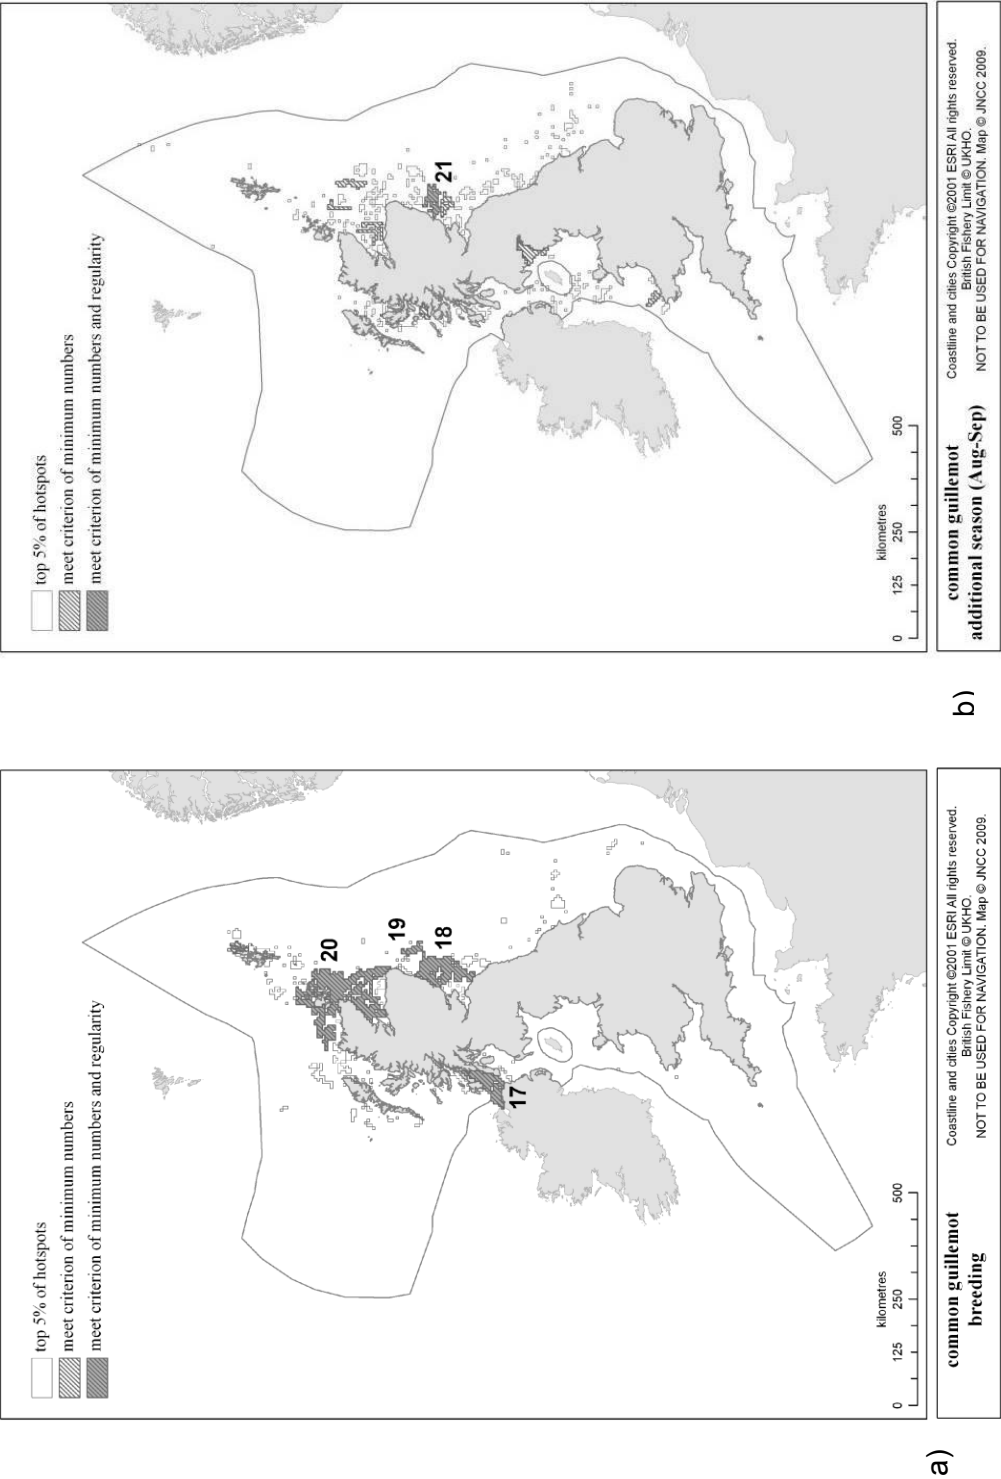 a)
top 5% of hotspots
meet criterion of minimum numbers
meet criterion of minimum numbers and regularity
20
19
18
17
kilometres
0 125 250 500
common guillemot
breeding
Coastline and cities Copyright ©2001 ESRI All rights reserved.
British Fishery Limit © UKHO.
NOT TO BE USED FOR NAVIGATION. Map © JNCC 2009.
b)
top 5% of hotspots
meet criterion of minimum numbers
meet criterion of minimum numbers and regularity
21
kilometres
0 125 250 500
common guillemot
additional season (Aug-Sep)
Coastline and cities Copyright ©2001 ESRI All rights reserved.
British Fishery Limit © UKHO.
NOT TO BE USED FOR NAVIGATION. Map © JNCC 2009.